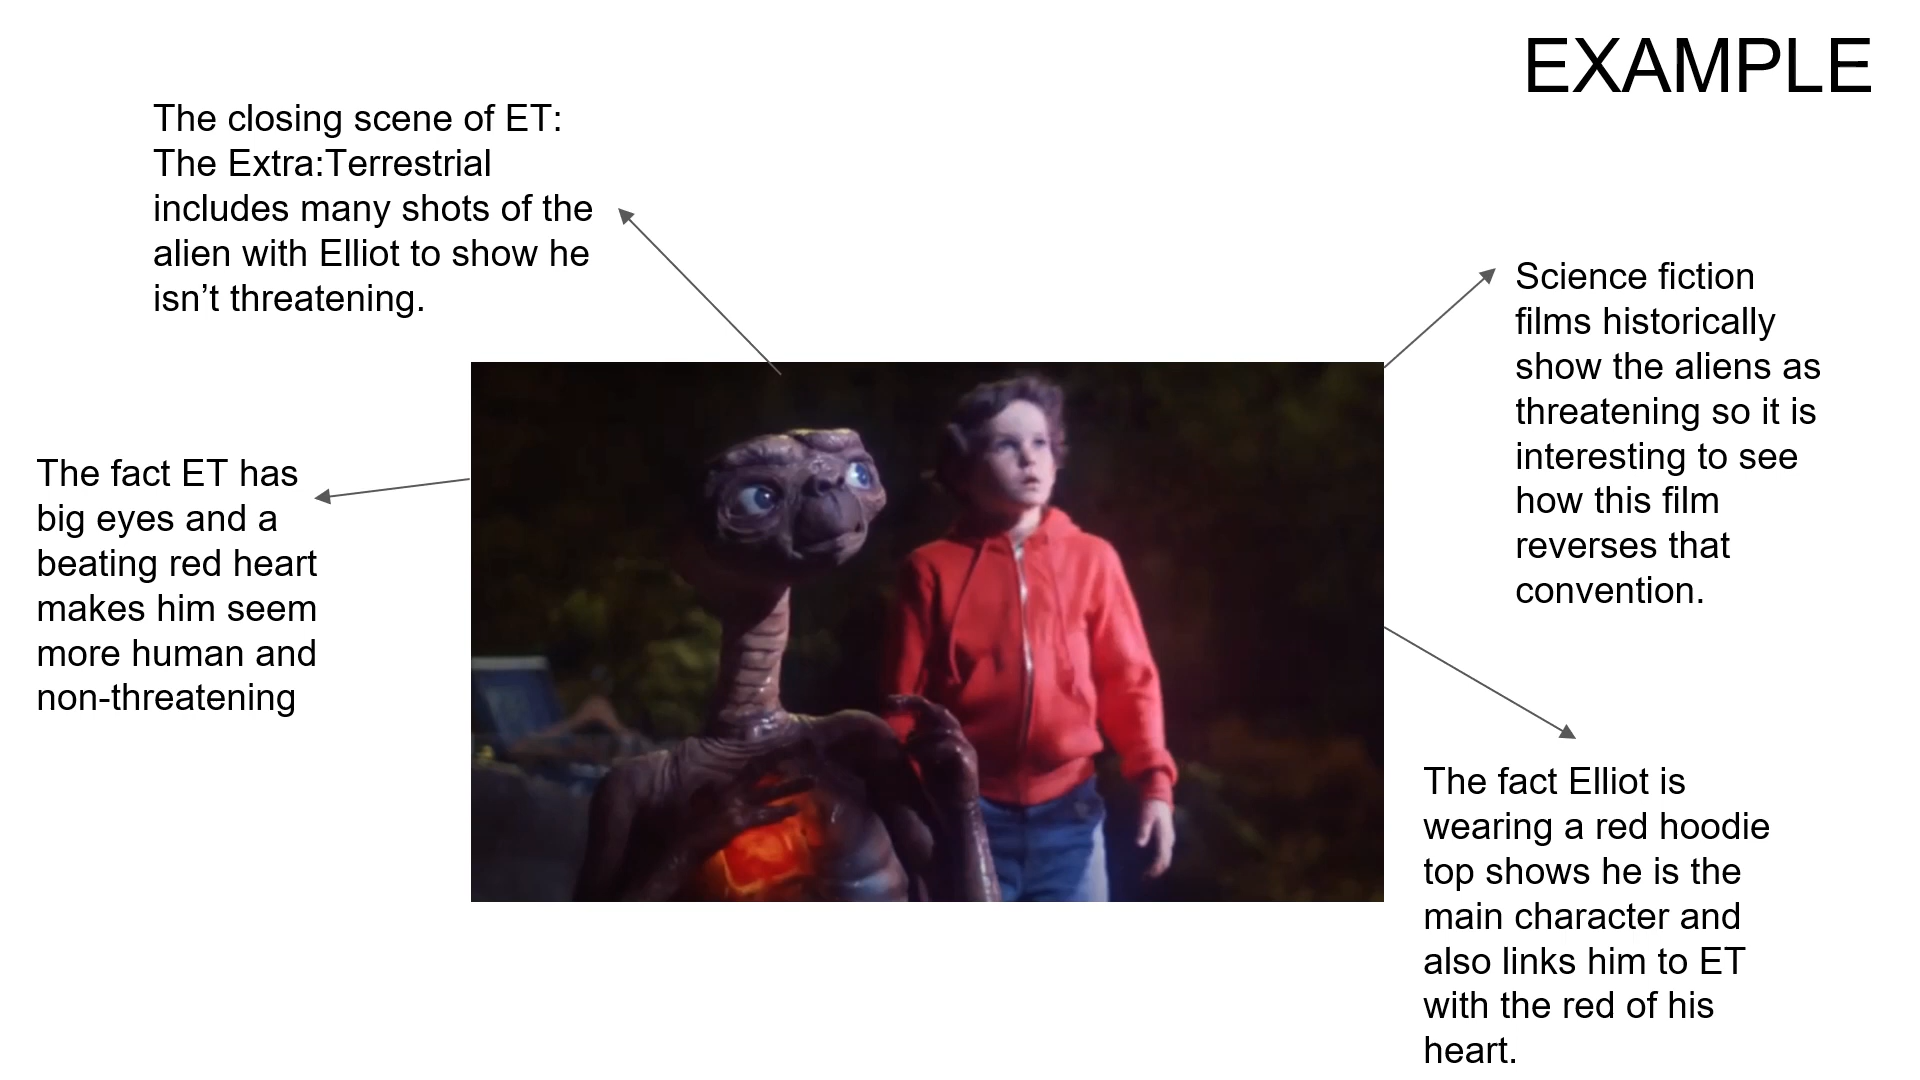 EXAMPLE
The closing scene of ET:
The Extra:Terrestrial
includes many shots of the
alien with Elliot to show he
isn’t threatening.
Science fiction
films historically
show the aliens as
threatening so it is
interesting to see
how this film
reverses that
convention.
The fact ET has
big eyes and a
beating red heart
makes him seem
more human and
non-threatening
The fact Elliot is
wearing a red hoodie
top shows he is the
main character and
also links him to ET
with the red of his
heart.